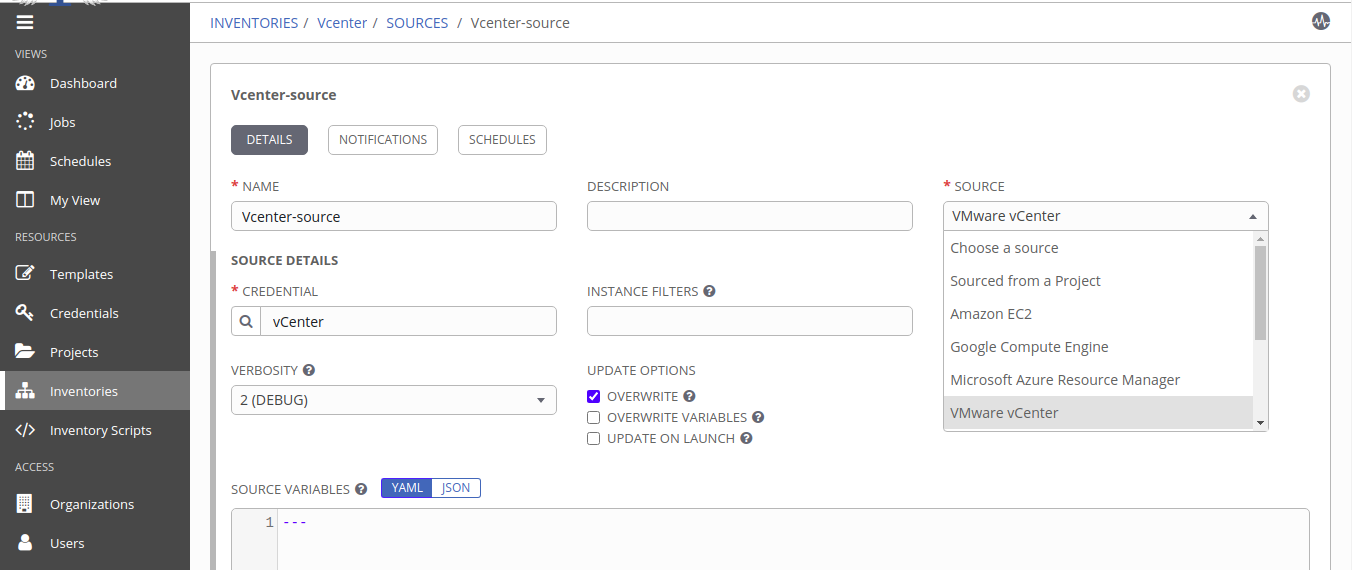 INVENTORIES / Vcenter / SOURCES / Vcenter-source
VIEWS
Dashboard
Jobs
Schedules
My View
RESOURCES
Templates
Credentials
Projects
Inventories
Inventory Scripts
ACCESS
Organizations
Users
Vcenter-source
DETAILS NOTIFICATIONS SCHEDULES
* NAME DESCRIPTION * SOURCE
Vcenter-source VMware vCenter
Choose a source
Sourced from a Project
Amazon EC2
Google Compute Engine
Microsoft Azure Resource Manager
VMware vCenter
SOURCE DETAILS
* CREDENTIAL INSTANCE FILTERS ?
vCenter
VERBOSITY ? UPDATE OPTIONS
2 (DEBUG) OVERWRITE ?
OVERWRITE VARIABLES ?
UPDATE ON LAUNCH ?
SOURCE VARIABLES ? YAML JSON
1 ---